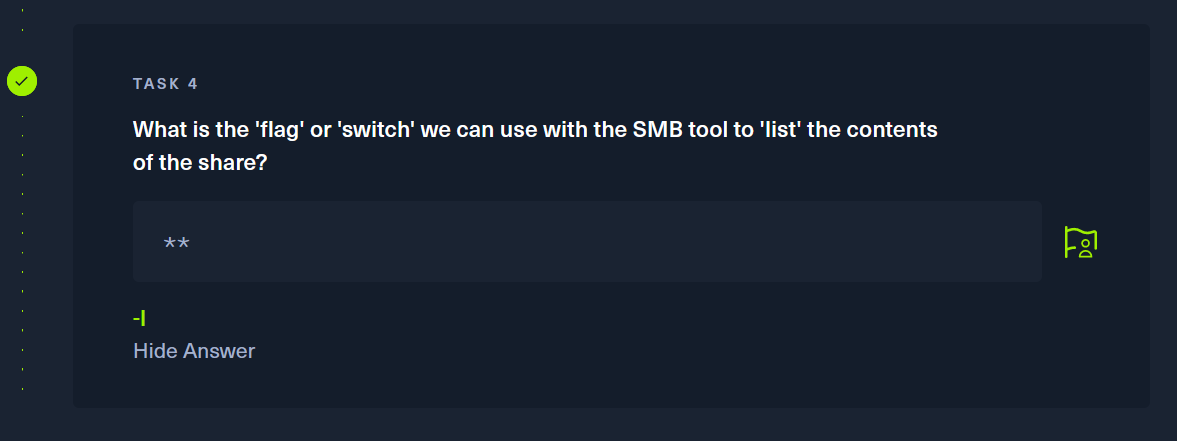 TASK 4
What is the 'flag' or 'switch' we can use with the SMB tool to 'list' the contents
of the share?
**
-l
Hide Answer